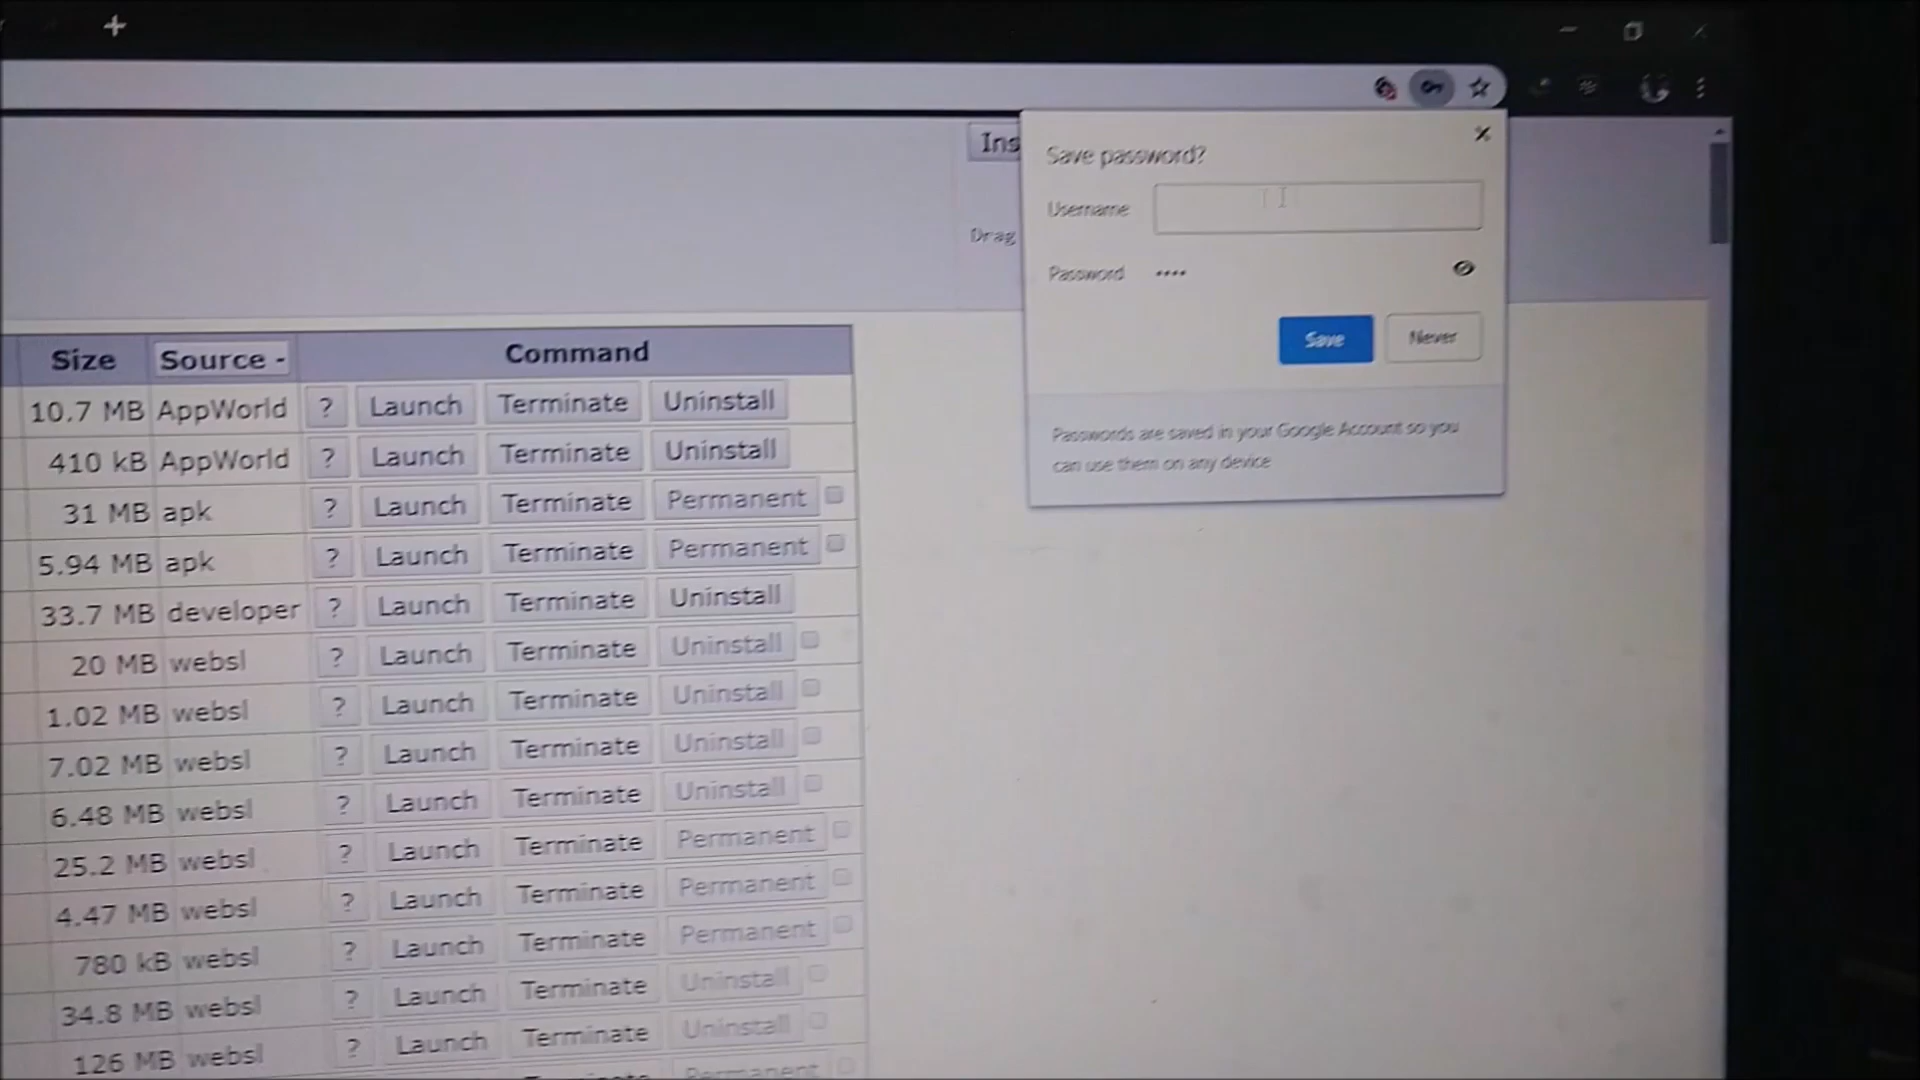 Ins
Save password?
Username
Drag
Password ••••
Save Never
Passwords are saved in your Google Account so you
can use them on any device
Size Source - Command
10.7 MB AppWorld ? Launch Terminate Uninstall
410 kB AppWorld ? Launch Terminate Uninstall
31 MB apk ? Launch Terminate Permanent
5.94 MB apk ? Launch Terminate Permanent
33.7 MB developer ? Launch Terminate Uninstall
20 MB websl ? Launch Terminate Uninstall
1.02 MB websl ? Launch Terminate Uninstall
7.02 MB websl ? Launch Terminate Uninstall
6.48 MB websl ? Launch Terminate Uninstall
25.2 MB websl ? Launch Terminate Permanent
4.47 MB websl ? Launch Terminate Permanent
780 kB websl ? Launch Terminate Permanent
34.8 MB websl ? Launch Terminate Uninstall
126 MB websl ? Launch Terminate Uninstall
Permanent